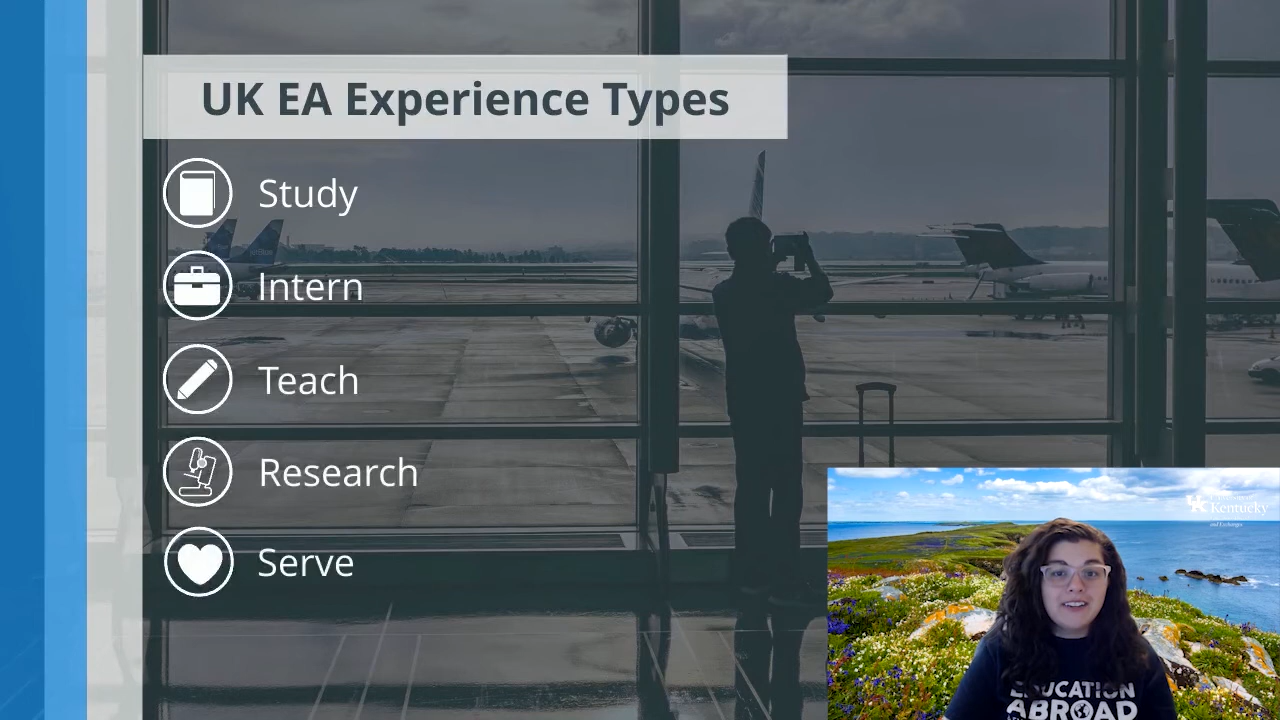 UK EA Experience Types
Study
Intern
Teach
Research
Serve
Kentucky
EDUCATION
ABROAD